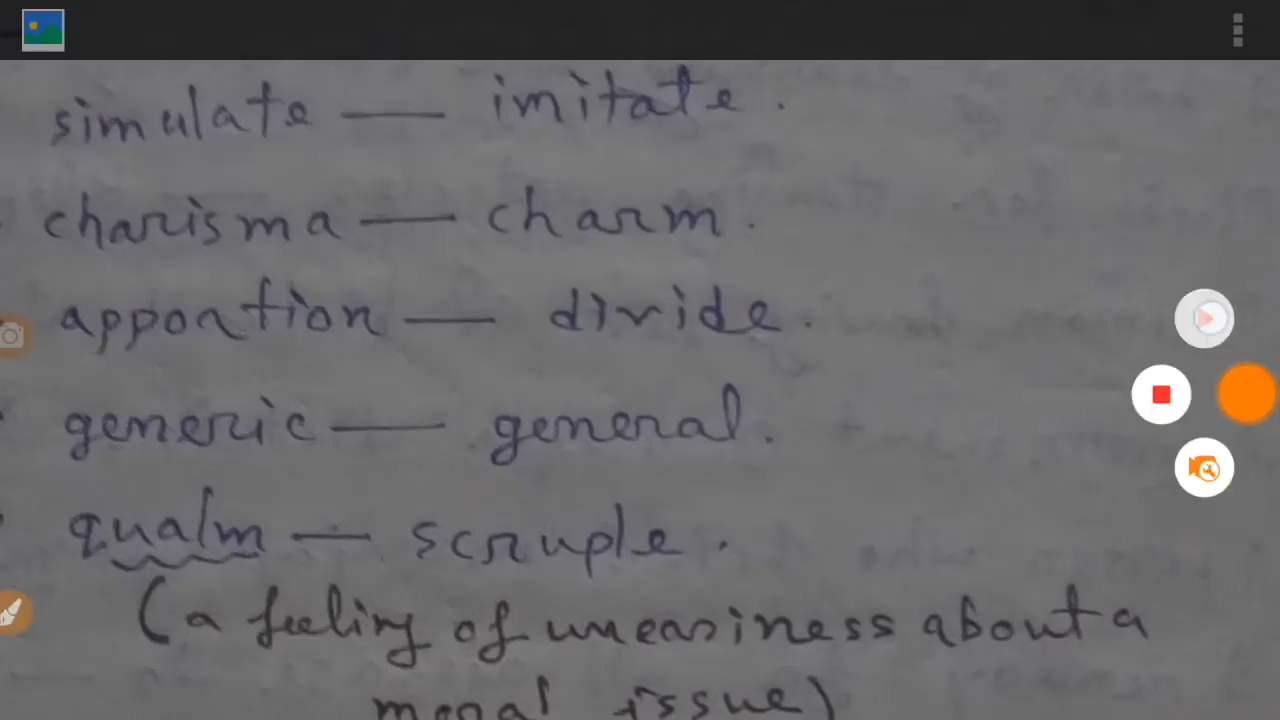 simulate — imitate.
charisma — charm.
apportion — divide.
generic — general.
qualm — scruple.
(a feeling of uneasiness about a
moral issue)